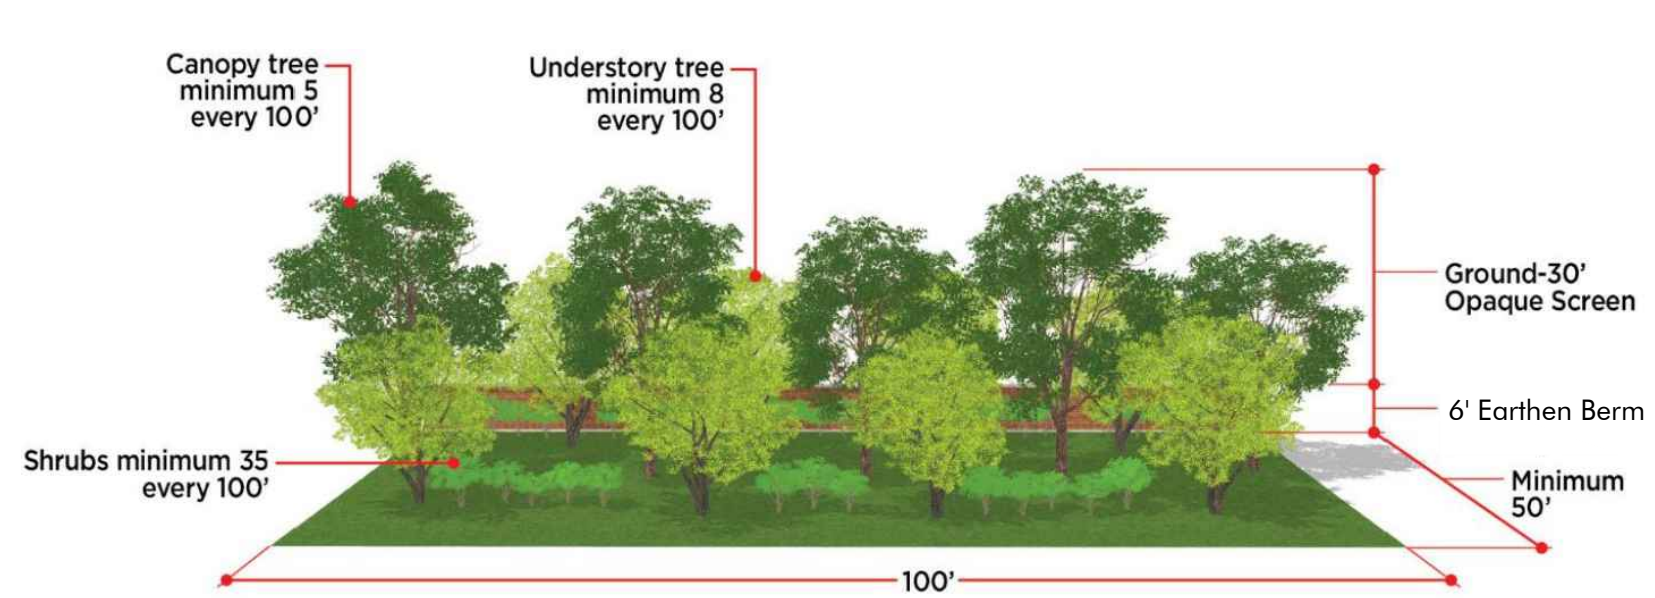 Canopy tree
minimum 5
every 100’
Understory tree
minimum 8
every 100’
Ground-30’
Opaque Screen
6' Earthen Berm
Shrubs minimum 35
every 100’
Minimum
50’
100’